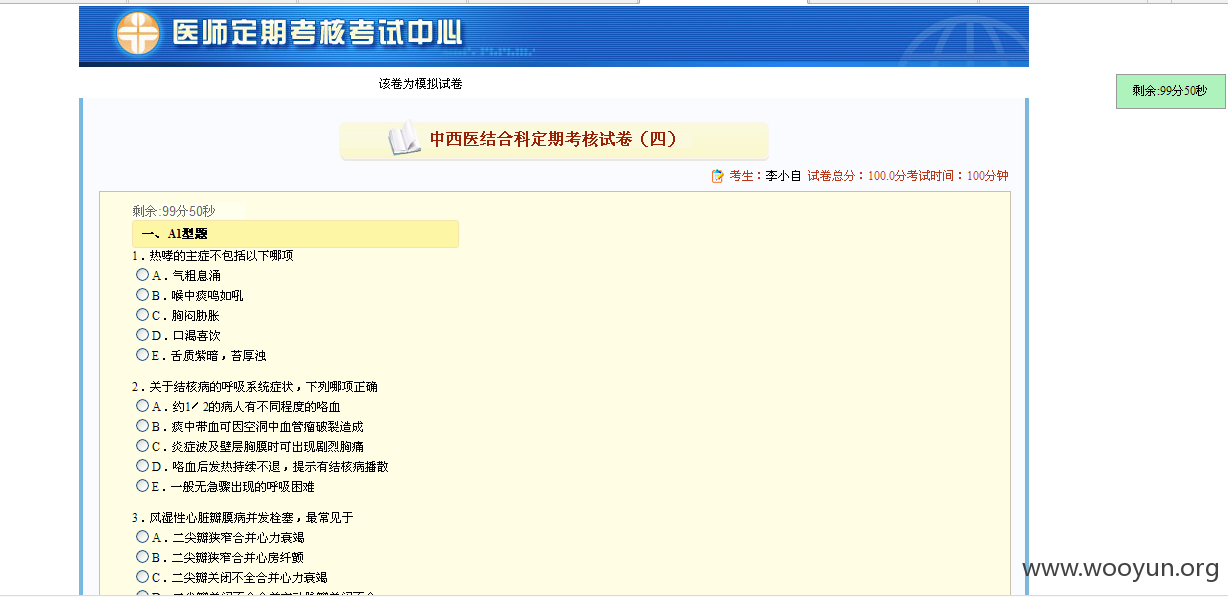 医师定期考核考试中心
该卷为模拟试卷
剩余:99分50秒
中西医结合科定期考核试卷（四）
考生：李小自 试卷总分：100.0分考试时间：100分钟
剩余:99分50秒
一、A1型题
1．热哮的主症不包括以下哪项
A．气粗息涌
B．喉中痰鸣如吼
C．胸闷胁胀
D．口渴喜饮
E．舌质紫暗，苔厚浊
2．关于结核病的呼吸系统症状，下列哪项正确
A．约1／2的病人有不同程度的咯血
B．痰中带血可因空洞中血管瘤破裂造成
C．炎症波及壁层胸膜时可出现剧烈胸痛
D．咯血后发热持续不退，提示有结核病播散
E．一般无急骤出现的呼吸困难
3．风湿性心脏瓣膜病并发栓塞，最常见于
A．二尖瓣狭窄合并心力衰竭
B．二尖瓣狭窄合并心房纤颤
C．二尖瓣关闭不全合并心力衰竭
www.wooyun.org